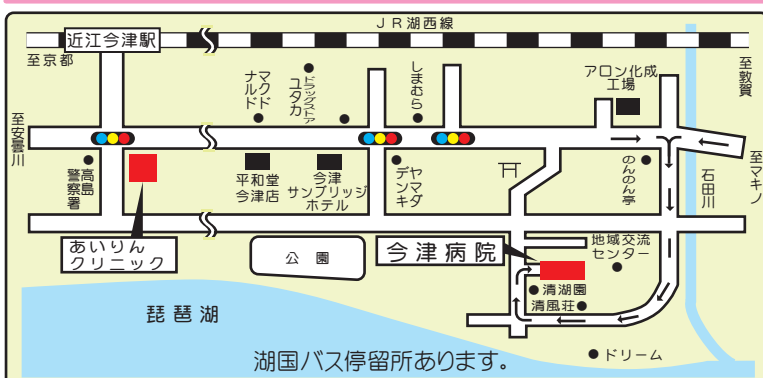 JR湖西線
近江今津駅
至京都
至敦賀
マクド
ナルド
ドラッグストア
ユタカ
しまむら
アロン化成
工場
至安曇川
至マキノ
高島
警察署
平和堂
今津店
今津
サンブリッジ
ホテル
ヤマダ
デンキ
のんのん亭
石田川
あいりん
クリニック
公園
今津病院
地域交流
センター
清湖園
清風荘
琵琶湖
湖国バス停留所あります。
ドリーム